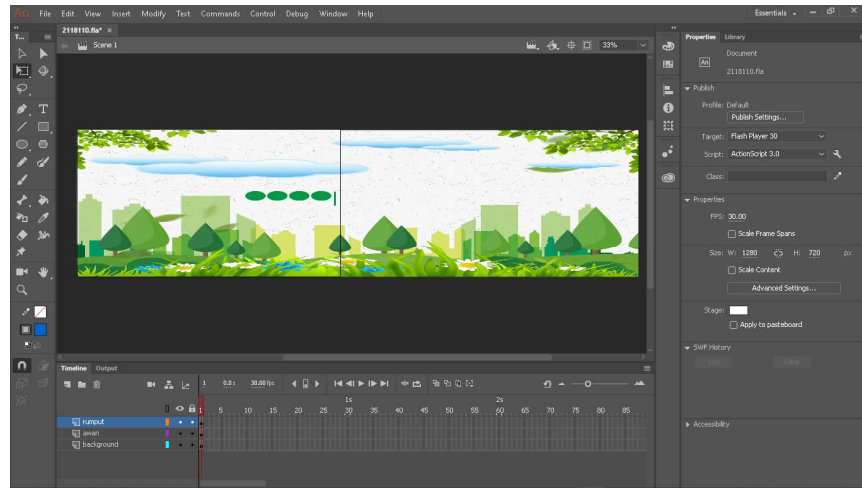 An File Edit View Insert Modify Text Commands Control Debug Window Help Essentials
2118110.fla* ×
Scene 1 33%
Properties Library
Document
An
2118110.fla
Publish
Profile: Default
Publish Settings...
Target: Flash Player 30
Script: ActionScript 3.0
Class:
Properties
FPS: 30.00
Scale Frame Spans
Size: W: 1280 H: 720 px
Scale Content
Advanced Settings...
Stage:
Apply to pasteboard
SWF History
Log Clear
Accessibility
Timeline Output
1 0.0 s 30.00 fps
1s 2s
1 5 10 15 20 25 30 35 40 45 50 55 60 65 70 75 80 85
rumput
awan
background